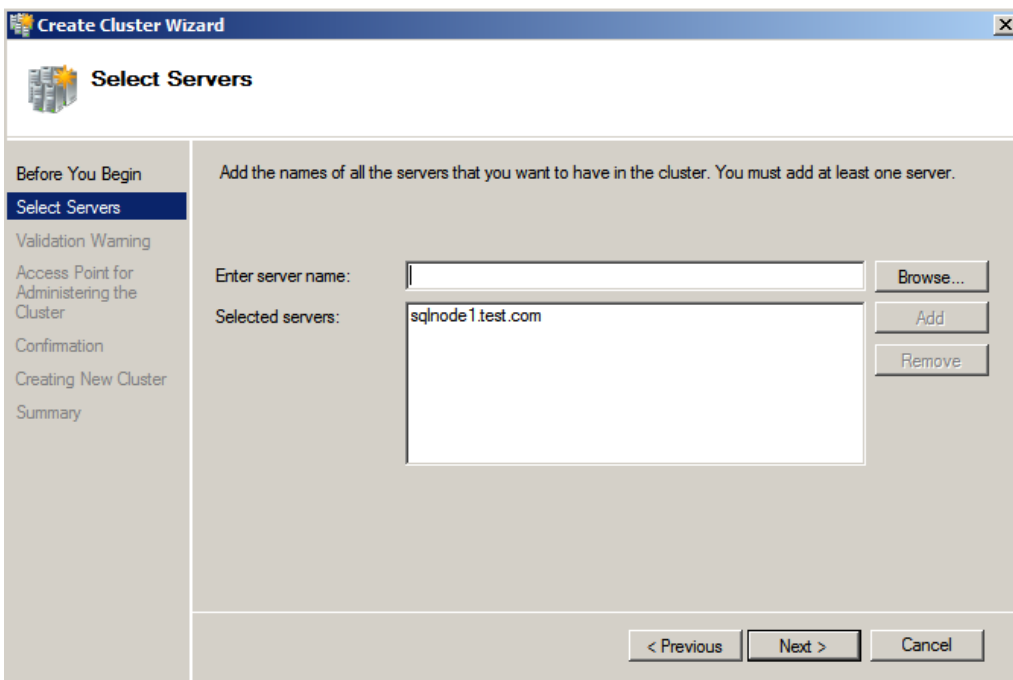 Create Cluster Wizard
Select Servers
Before You Begin
Select Servers
Validation Warning
Access Point for
Administering the
Cluster
Confirmation
Creating New Cluster
Summary
Add the names of all the servers that you want to have in the cluster. You must add at least one server.
Enter server name:
Browse...
Selected servers:
sqlnode1.test.com
Add
Remove
< Previous
Next >
Cancel